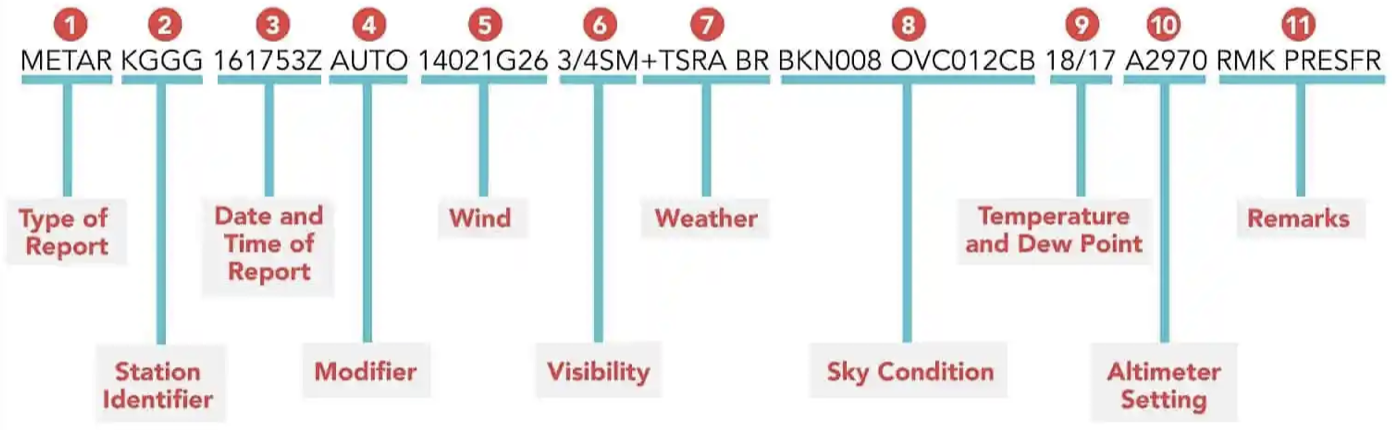 1 2 3 4 5 6 7 8 9 10 11
METAR KGGG 161753Z AUTO 14021G26 3/4SM+TSRA BR BKN008 OVC012CB 18/17 A2970 RMK PRESFR
Type of
Report
Date and
Time of
Report
Wind
Weather
Temperature
and Dew Point
Remarks
Station
Identifier
Modifier
Visibility
Sky Condition
Altimeter
Setting